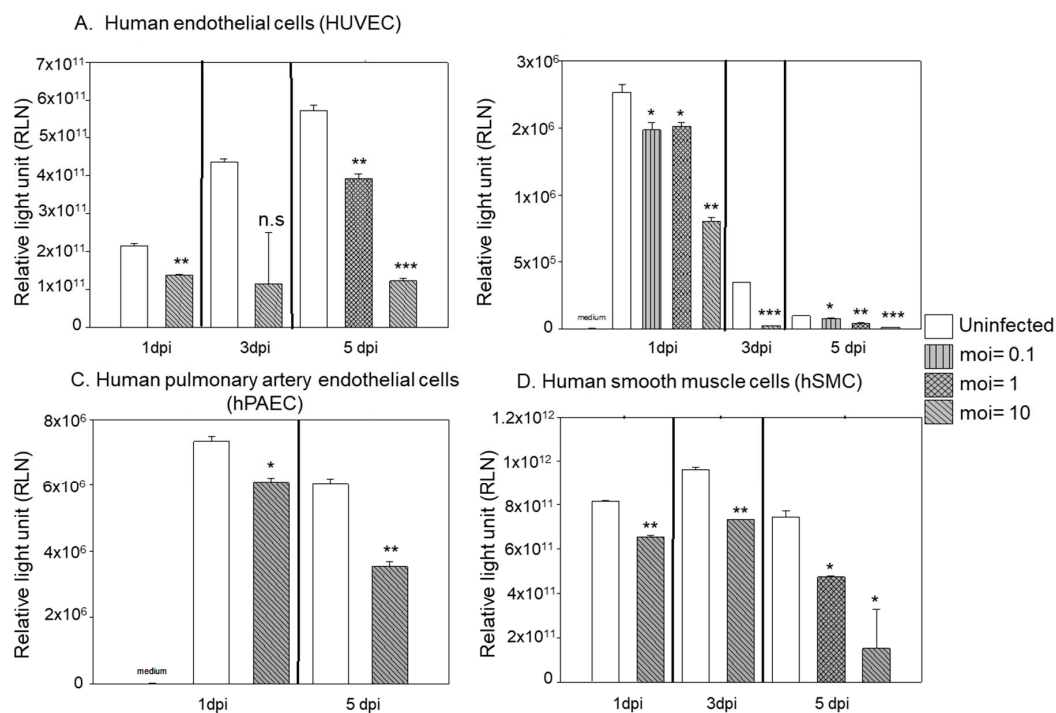 A. Human endothelial cells (HUVEC)
Relative light unit (RLN)
7x10¹¹
6x10¹¹
5x10¹¹
4x10¹¹
3x10¹¹
2x10¹¹
1x10¹¹
0
**
n.s
**
***
1dpi
3dpi
5 dpi
Relative light unit (RLN)
3x10⁶
2x10⁶
1x10⁶
5x10⁵
0
medium
*
*
**
***
*
**
***
1dpi
3dpi
5 dpi
Uninfected
moi= 0.1
moi= 1
moi= 10
C. Human pulmonary artery endothelial cells
(hPAEC)
Relative light unit (RLN)
8x10⁶
6x10⁶
4x10⁶
2x10⁶
0
medium
*
**
1dpi
5 dpi
D. Human smooth muscle cells (hSMC)
Relative light unit (RLN)
1.2x10¹²
1x10¹²
8x10¹¹
6x10¹¹
4x10¹¹
2x10¹¹
0
**
**
*
*
1dpi
3dpi
5 dpi